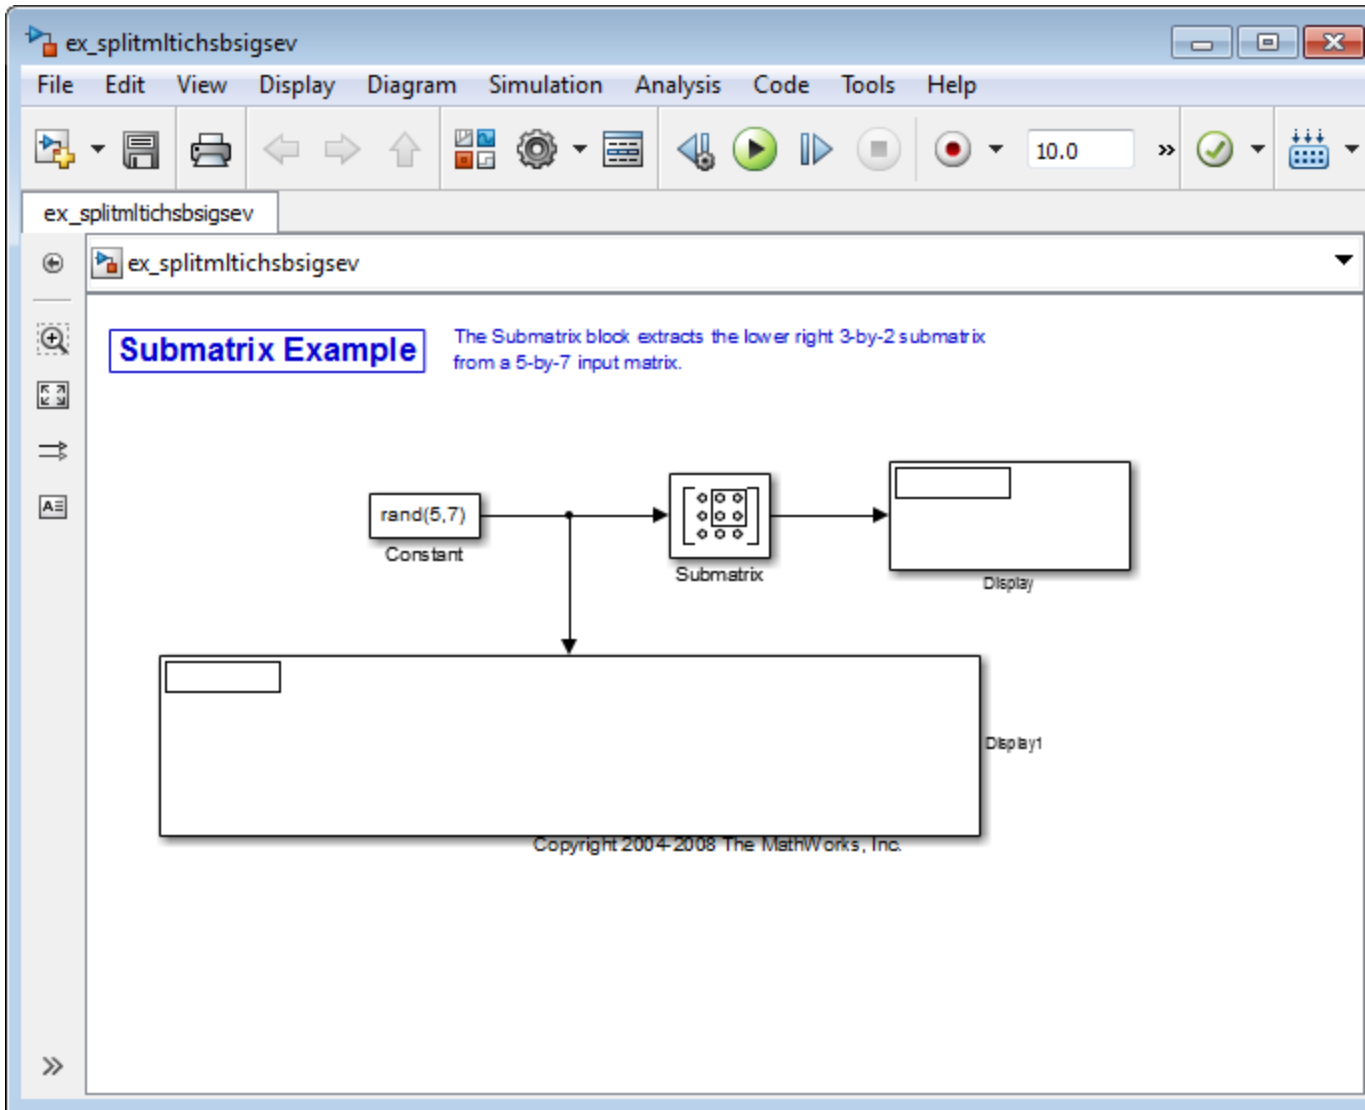 ex_splitmltichsbsigsev
File Edit View Display Diagram Simulation Analysis Code Tools Help
10.0
ex_splitmltichsbsigsev
ex_splitmltichsbsigsev
Submatrix Example
The Submatrix block extracts the lower right 3-by-2 submatrix
from a 5-by-7 input matrix.
rand(5,7)
Constant
Submatrix
Display
Display1
Copyright 2004-2008 The MathWorks, Inc.